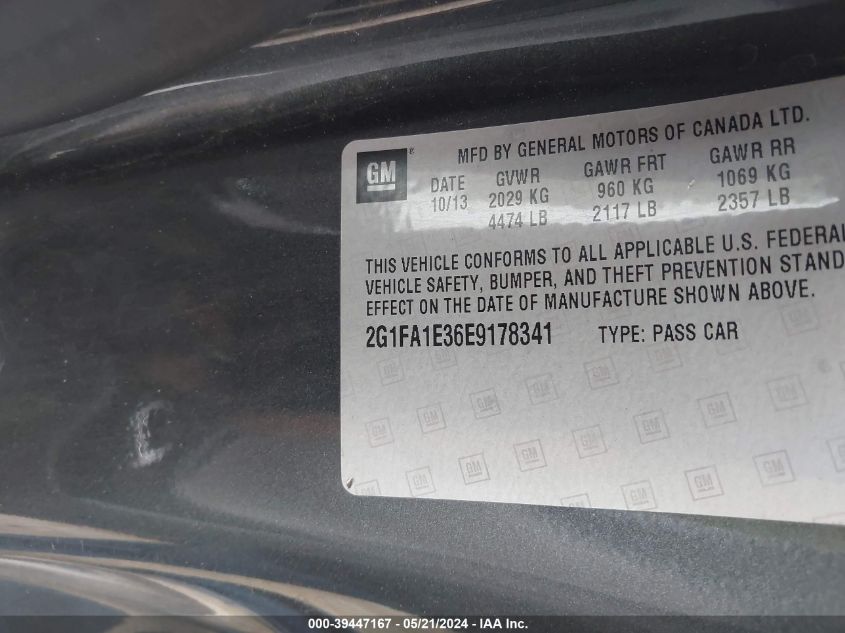 GM ®
MFD BY GENERAL MOTORS OF CANADA LTD.
DATE GVWR GAWR FRT GAWR RR
10/13 2029 KG 960 KG 1069 KG
4474 LB 2117 LB 2357 LB
THIS VEHICLE CONFORMS TO ALL APPLICABLE U.S. FEDERAL
VEHICLE SAFETY, BUMPER, AND THEFT PREVENTION STAND
EFFECT ON THE DATE OF MANUFACTURE SHOWN ABOVE.
2G1FA1E36E9178341 TYPE: PASS CAR
000-39447167 - 05/21/2024 - IAA Inc.